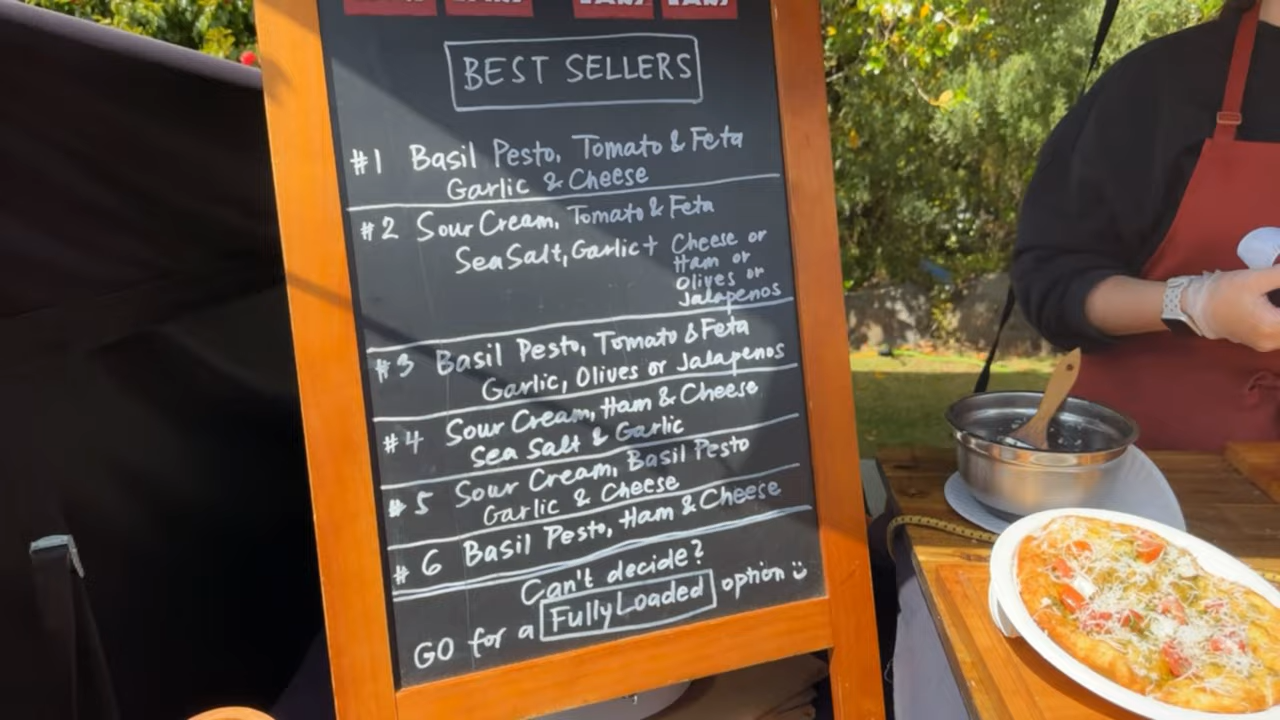 BEST SELLERS
#1 Basil Pesto, Tomato & Feta
Garlic & Cheese
#2 Sour Cream, Tomato & Feta
Sea Salt, Garlic + Cheese or
Ham or
Olives or
Jalapenos
#3 Basil Pesto, Tomato & Feta
Garlic, Olives or Jalapenos
#4 Sour Cream, Ham & Cheese
Sea Salt & Garlic
#5 Sour Cream, Basil Pesto
Garlic & Cheese
#6 Basil Pesto, Ham & Cheese
Can't decide?
GO for a Fully Loaded option